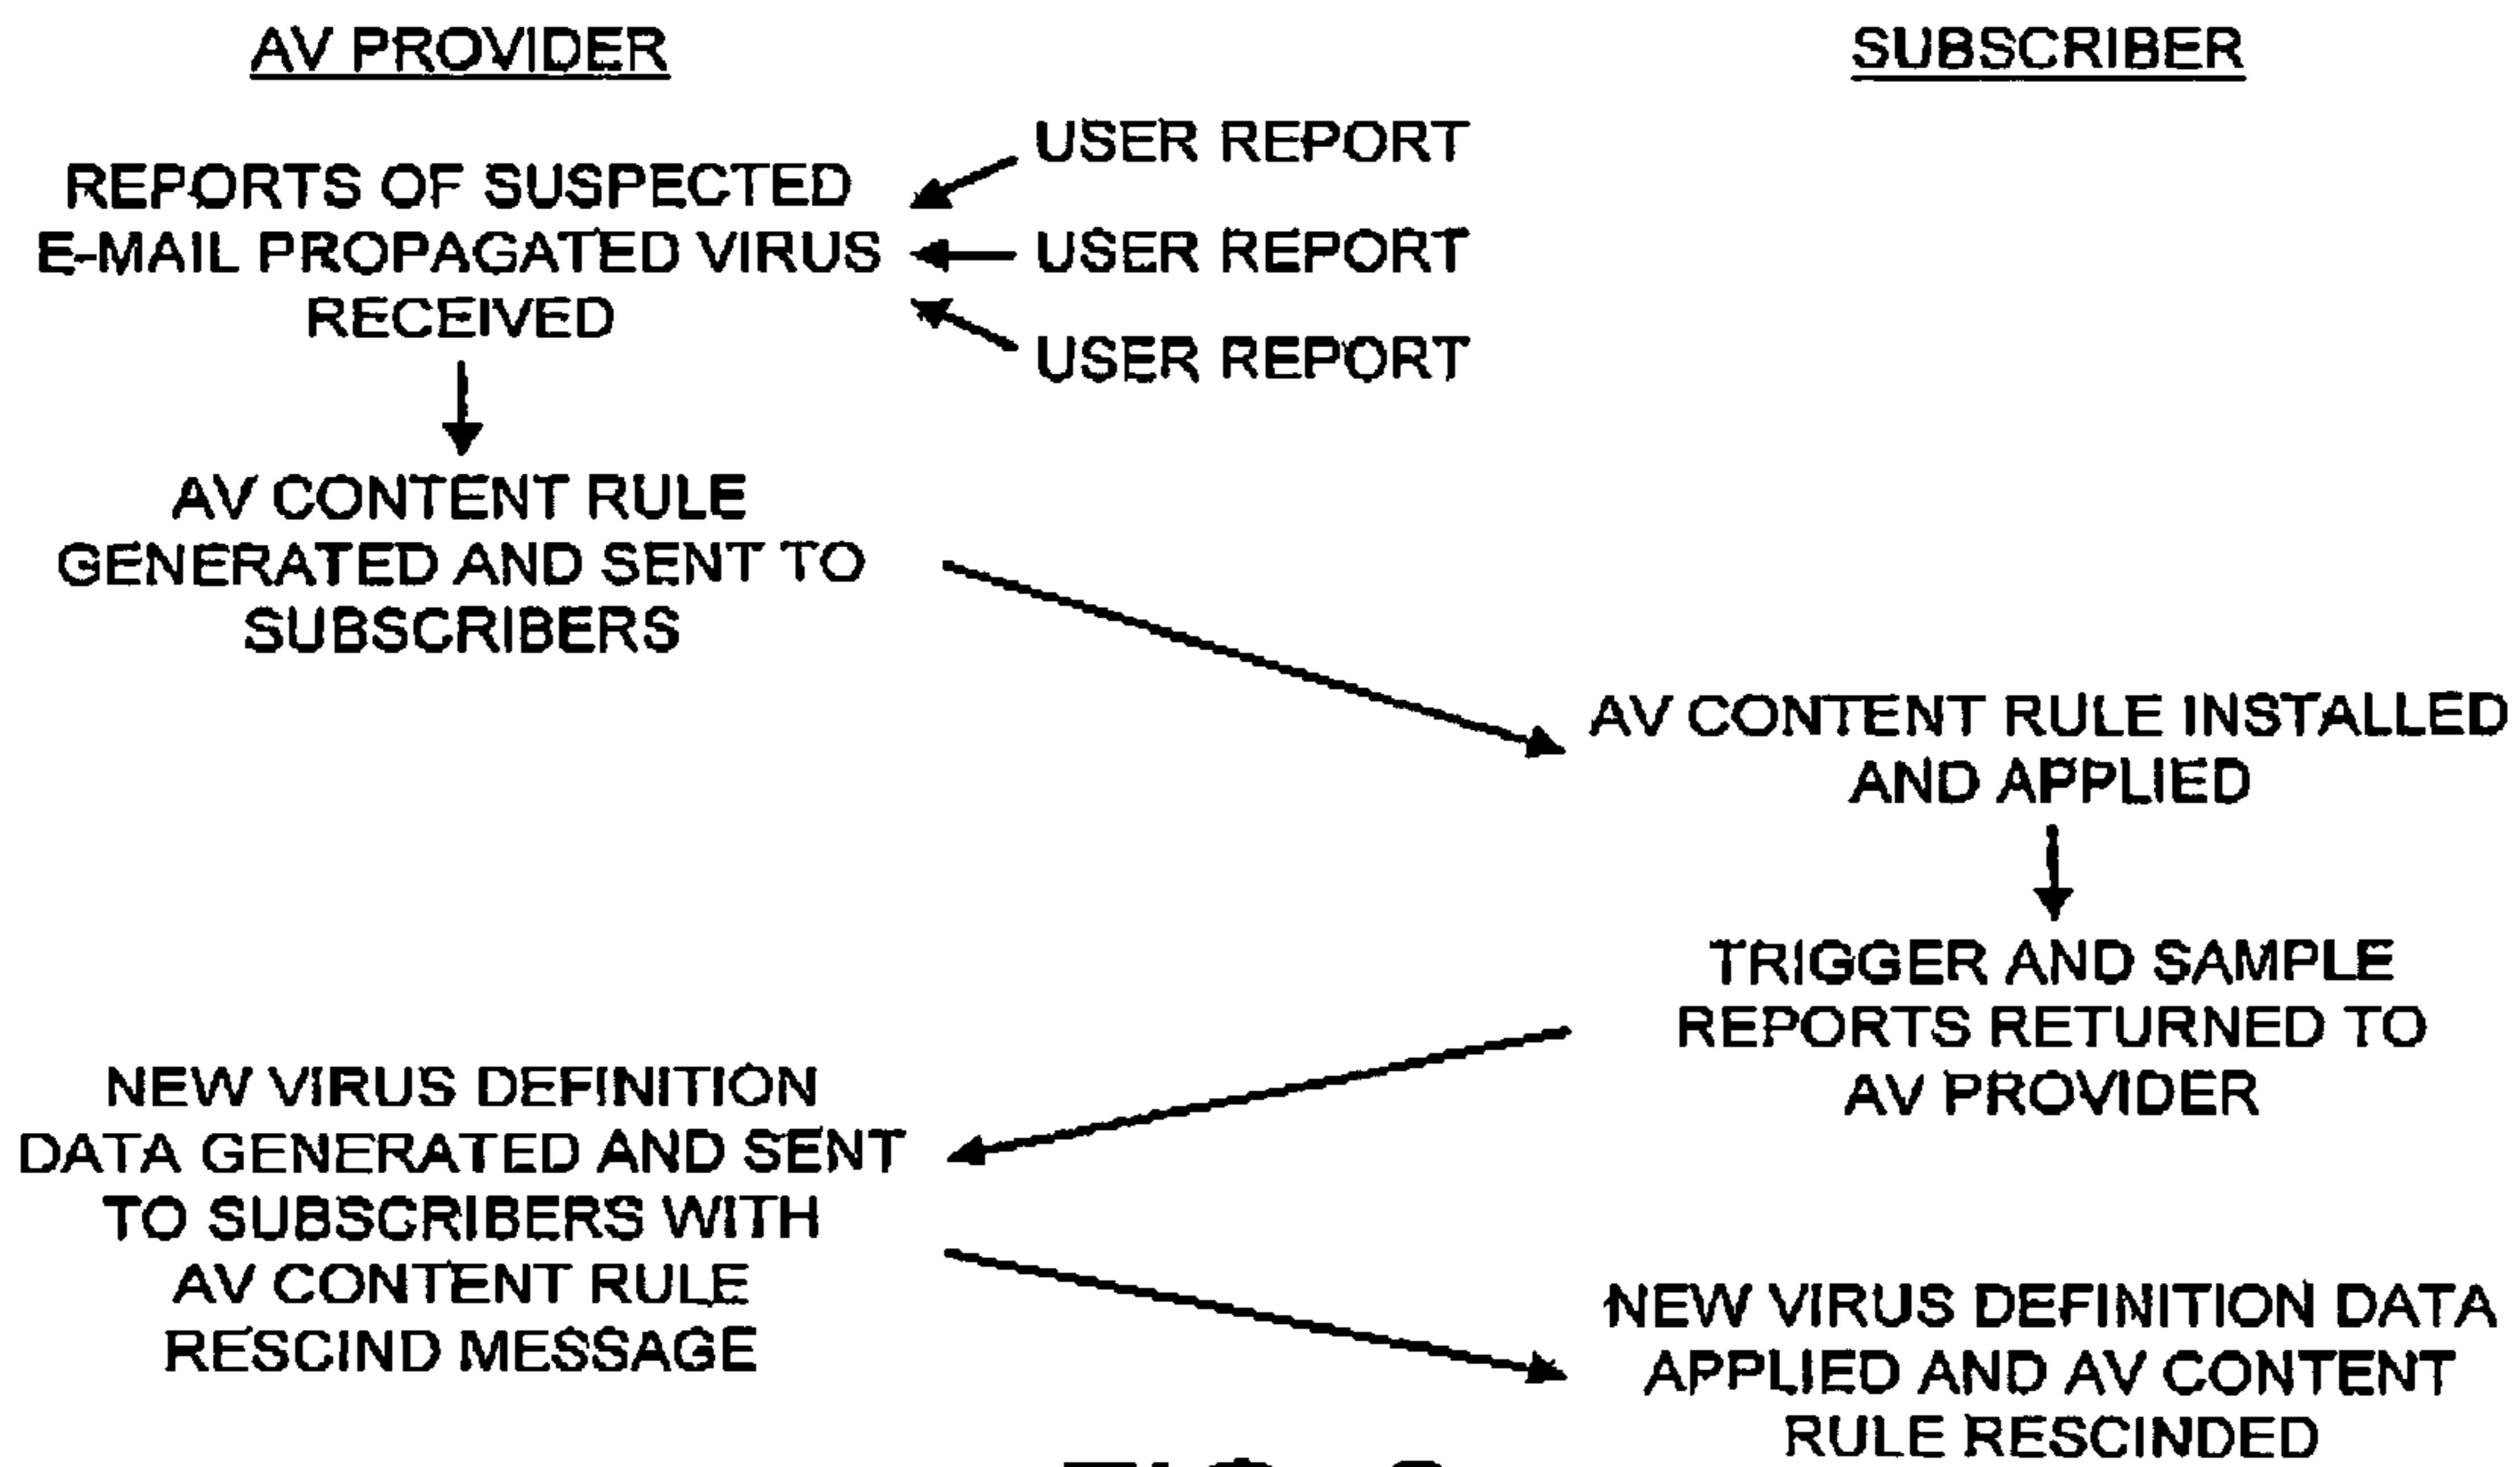 AV PROVIDER
SUBSCRIBER
USER REPORT
REPORTS OF SUSPECTED
E-MAIL PROPAGATED VIRUS
RECEIVED
USER REPORT
USER REPORT
AV CONTENT RULE
GENERATED AND SENT TO
SUBSCRIBERS
AV CONTENT RULE INSTALLED
AND APPLIED
TRIGGER AND SAMPLE
REPORTS RETURNED TO
AV PROVIDER
NEW VIRUS DEFINITION
DATA GENERATED AND SENT
TO SUBSCRIBERS WITH
AV CONTENT RULE
RESCIND MESSAGE
NEW VIRUS DEFINITION DATA
APPLIED AND AV CONTENT
RULE RESCINDED